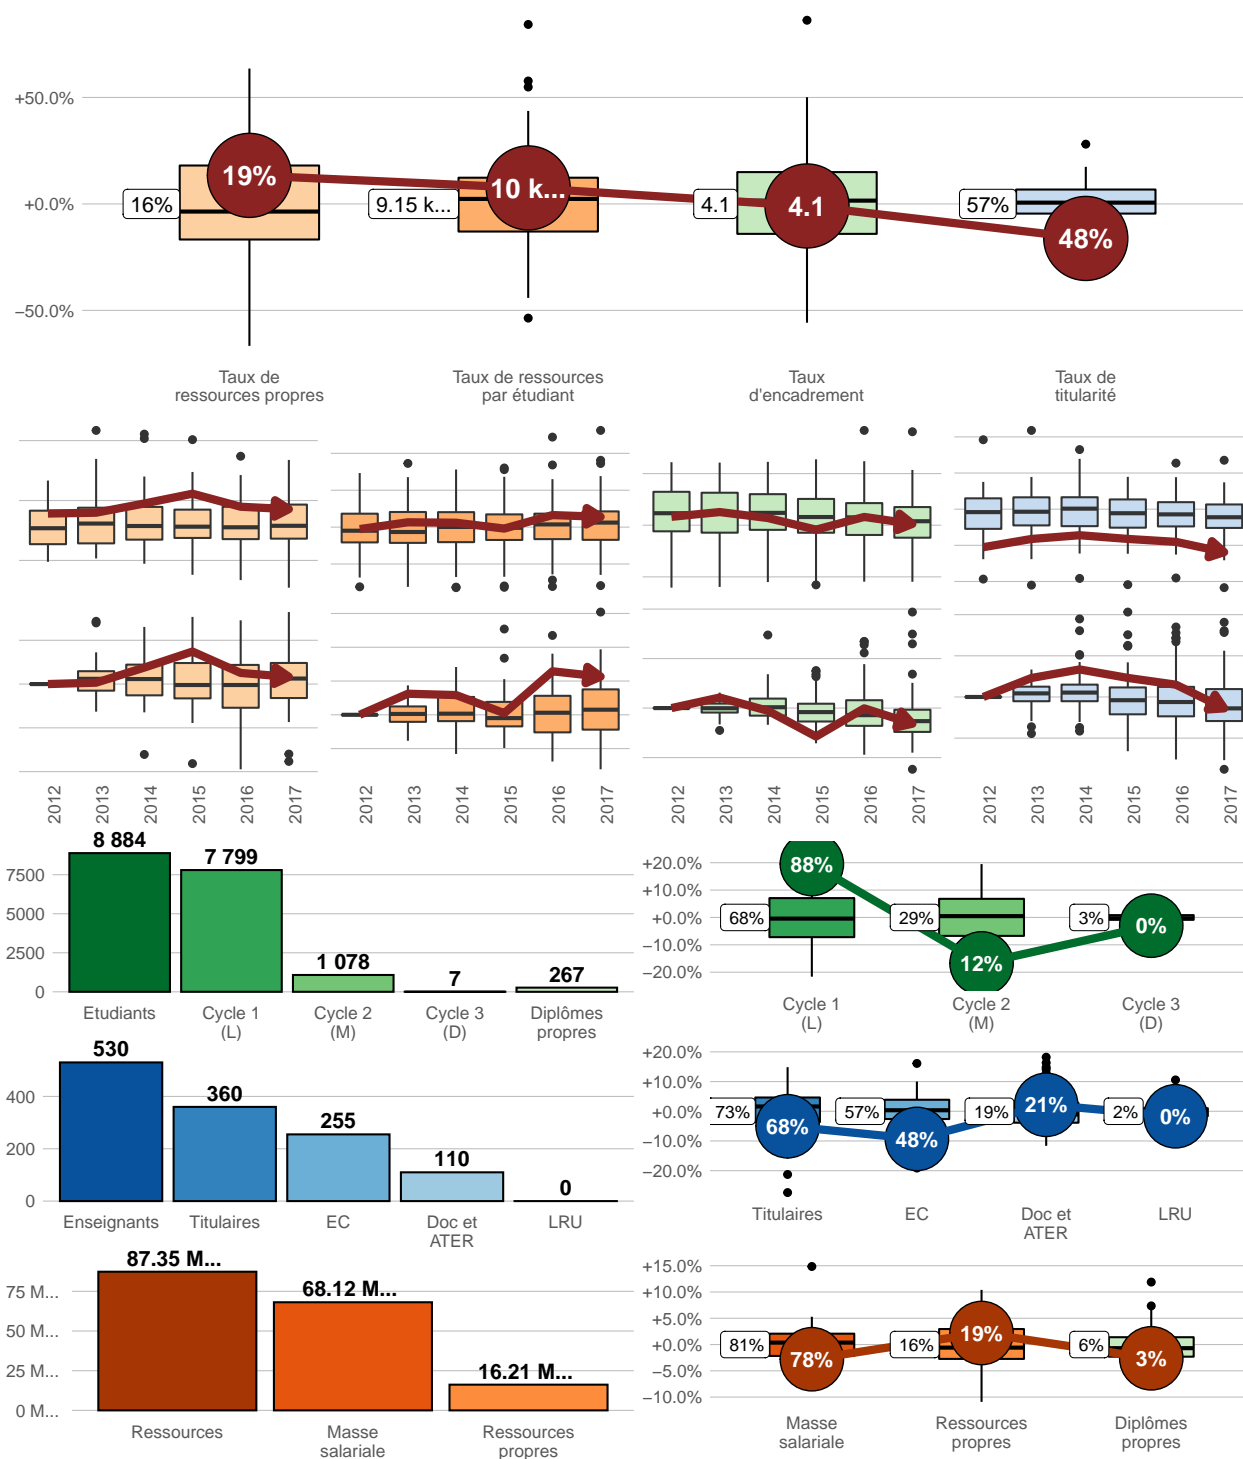 +50.0%
+0.0%
−50.0%
16%
19%
9.15 k...
10 k...
4.1
4.1
57%
48%
Taux de
ressources propres
Taux de ressources
par étudiant
Taux
d'encadrement
Taux de
titularité
2012
2013
2014
2015
2016
2017
2012
2013
2014
2015
2016
2017
2012
2013
2014
2015
2016
2017
2012
2013
2014
2015
2016
2017
7500
5000
2500
0
8 884
7 799
1 078
7
267
Etudiants
Cycle 1
(L)
Cycle 2
(M)
Cycle 3
(D)
Diplômes
propres
+20.0%
+10.0%
+0.0%
−10.0%
−20.0%
68%
88%
29%
12%
3%
0%
Cycle 1
(L)
Cycle 2
(M)
Cycle 3
(D)
400
200
0
530
360
255
110
0
Enseignants
Titulaires
EC
Doc et
ATER
LRU
+20.0%
+10.0%
+0.0%
−10.0%
−20.0%
73%
68%
57%
48%
19%
21%
2%
0%
Titulaires
EC
Doc et
ATER
LRU
75 M...
50 M...
25 M...
0 M...
87.35 M...
68.12 M...
16.21 M...
Ressources
Masse
salariale
Ressources
propres
+15.0%
+10.0%
+5.0%
+0.0%
−5.0%
−10.0%
81%
78%
16%
19%
6%
3%
Masse
salariale
Ressources
propres
Diplômes
propres